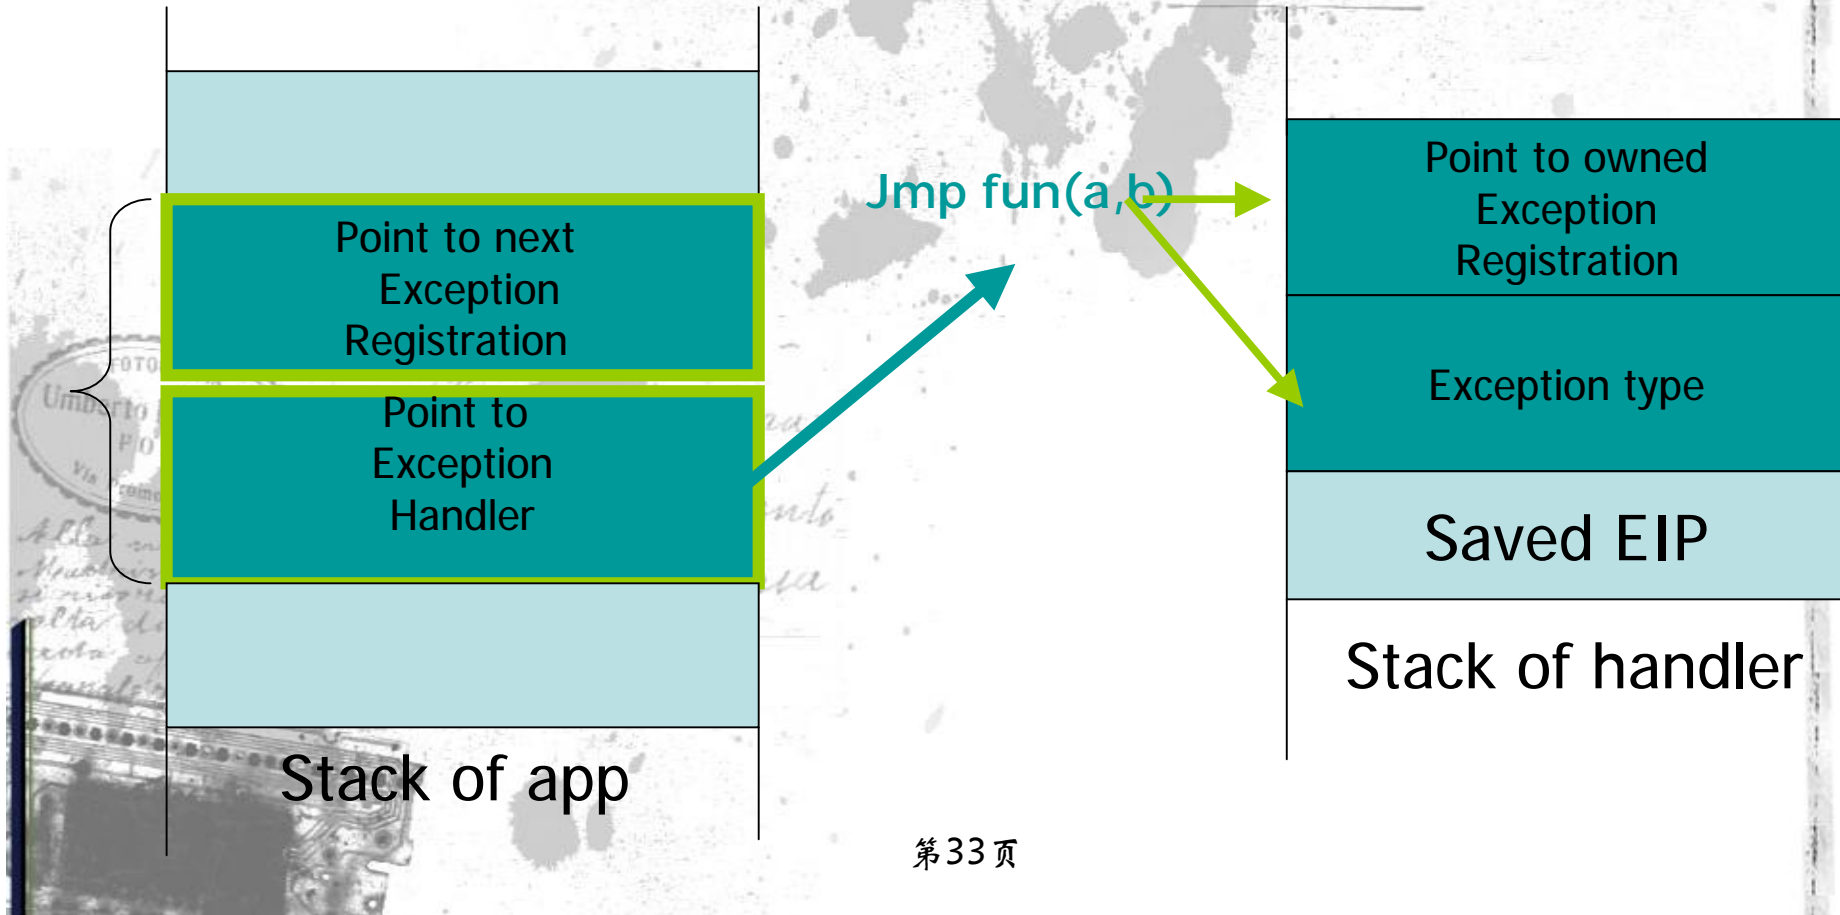 Point to next
Exception
Registration
Point to
Exception
Handler
Stack of app
Jmp fun(a,b)
Point to owned
Exception
Registration
Exception type
Saved EIP
Stack of handler
第33页